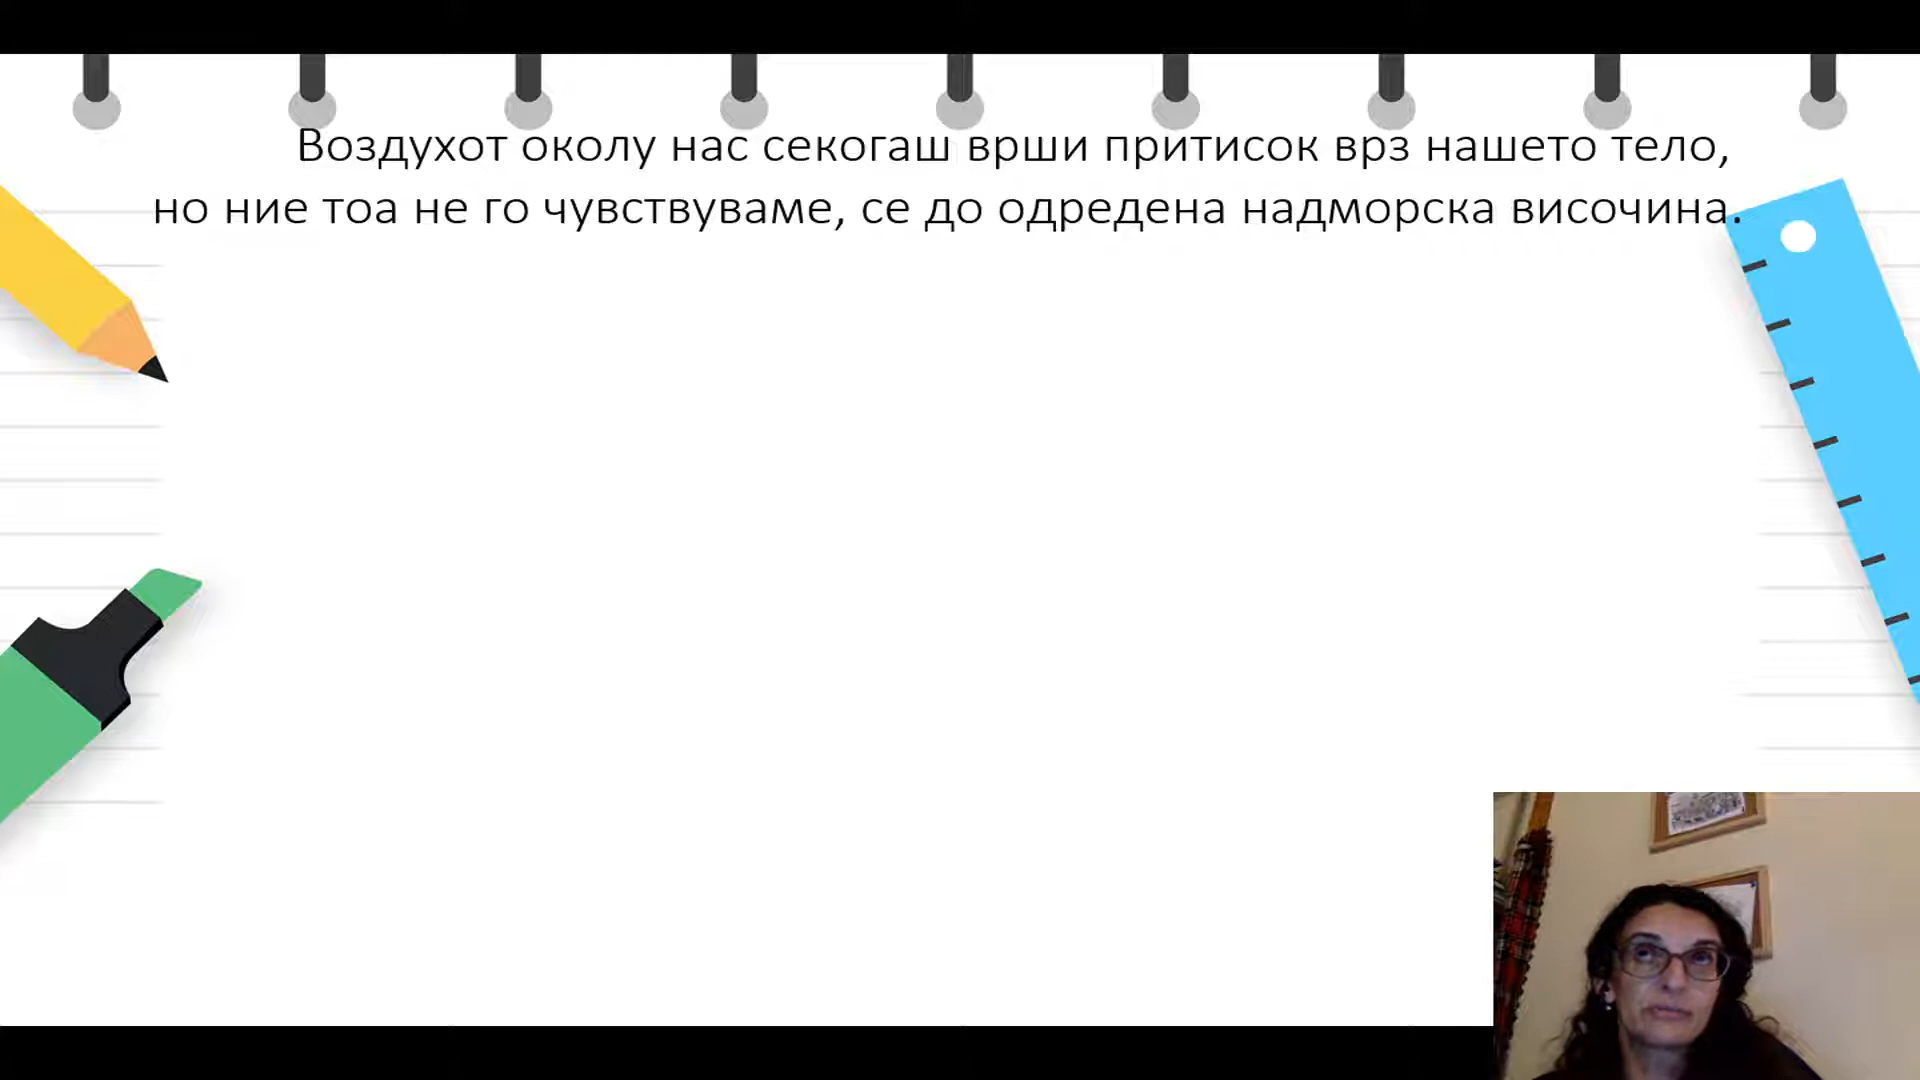 Воздухот околу нас секогаш врши притисок врз нашето тело,
но ние тоа не го чувствуваме, се до одредена надморска височина.